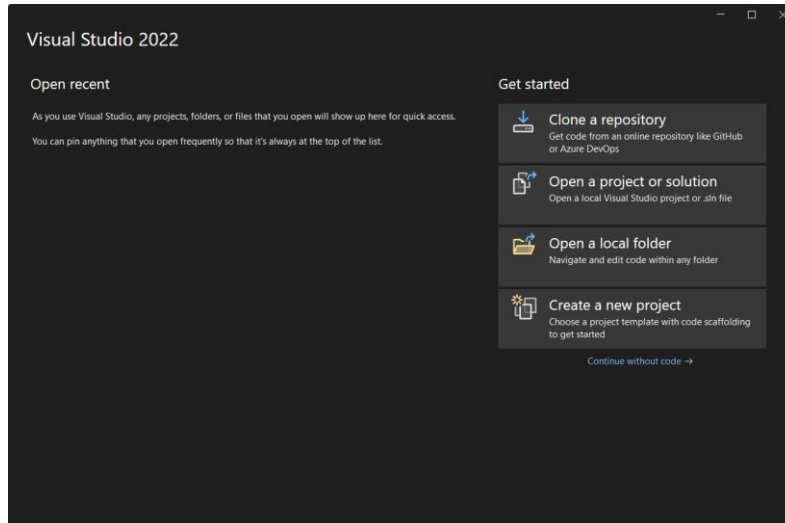 Visual Studio 2022
Open recent
As you use Visual Studio, any projects, folders, or files that you open will show up here for quick access.
You can pin anything that you open frequently so that it's always at the top of the list.
Get started
Clone a repository
Get code from an online repository like GitHub
or Azure DevOps
Open a project or solution
Open a local Visual Studio project or .sln file
Open a local folder
Navigate and edit code within any folder
Create a new project
Choose a project template with code scaffolding
to get started
Continue without code →